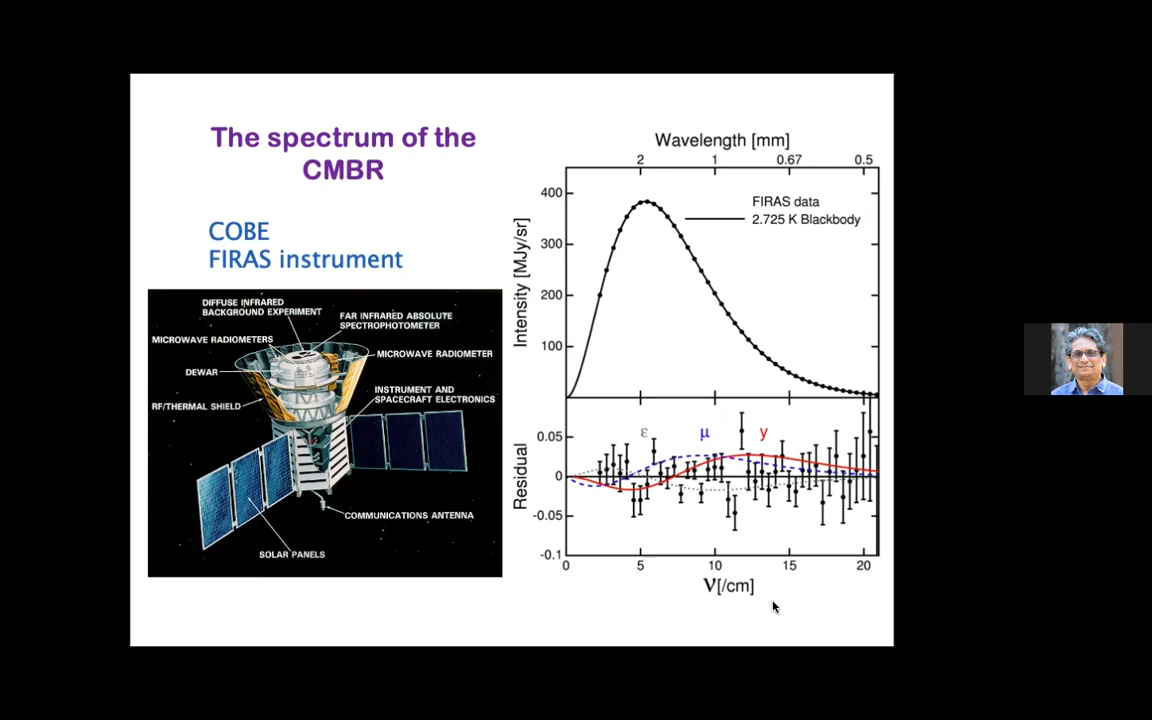 The spectrum of the
CMBR
COBE
FIRAS instrument
DIFFUSE INFRARED
BACKGROUND EXPERIMENT
FAR INFRARED ABSOLUTE
SPECTROPHOTOMETER
MICROWAVE RADIOMETERS
MICROWAVE RADIOMETER
DEWAR
INSTRUMENT AND
SPACECRAFT ELECTRONICS
RF/THERMAL SHIELD
COMMUNICATIONS ANTENNA
SOLAR PANELS
Wavelength [mm]
2 1 0.67 0.5
FIRAS data
2.725 K Blackbody
Intensity [MJy/sr]
400
300
200
100
ε μ y
Residual
0.05
0
-0.05
-0.1
0 5 10 15 20
ν[/cm]